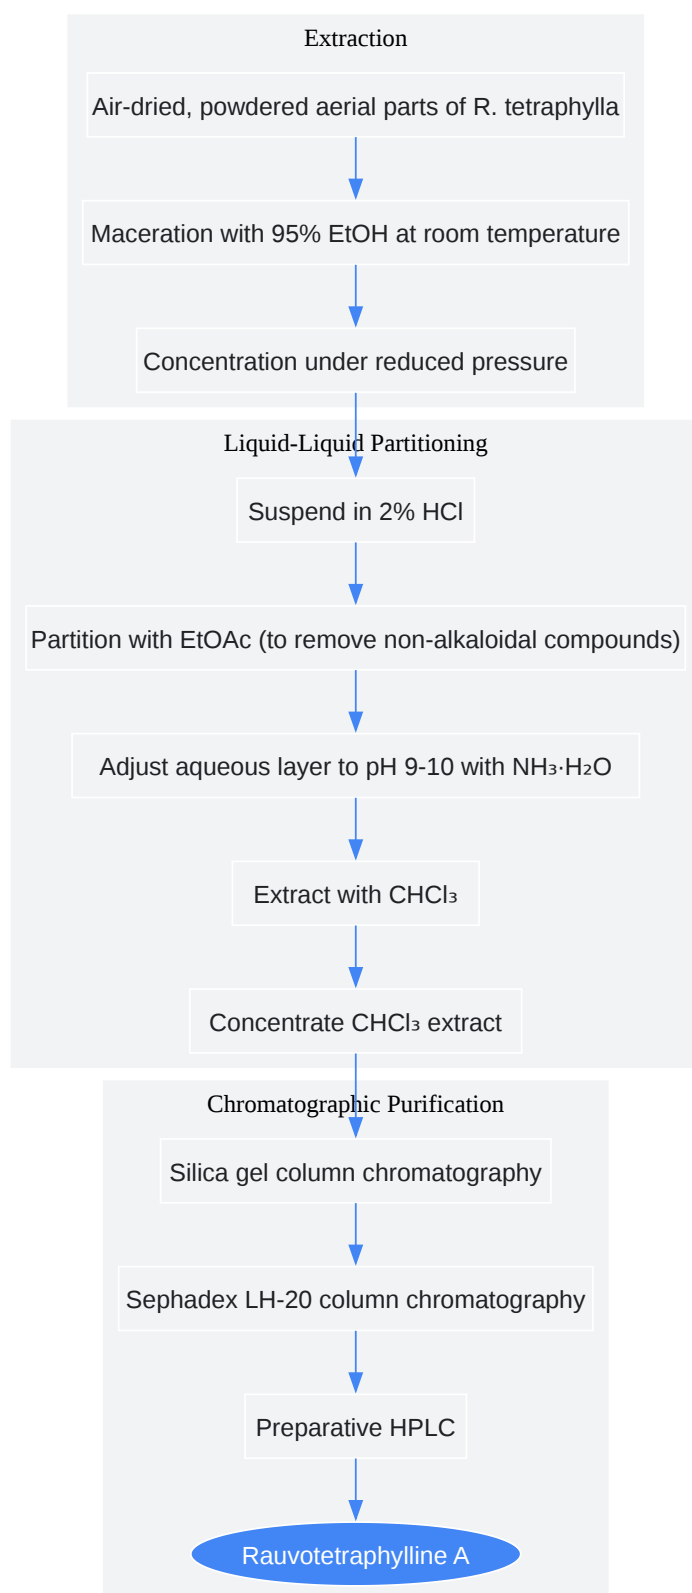 Extraction
Air-dried, powdered aerial parts of R. tetraphylla
Maceration with 95% EtOH at room temperature
Concentration under reduced pressure
Liquid-Liquid Partitioning
Suspend in 2% HCl
Partition with EtOAc (to remove non-alkaloidal compounds)
Adjust aqueous layer to pH 9-10 with NH₃·H₂O
Extract with CHCl₃
Concentrate CHCl₃ extract
Chromatographic Purification
Silica gel column chromatography
Sephadex LH-20 column chromatography
Preparative HPLC
Rauvotetraphylline A